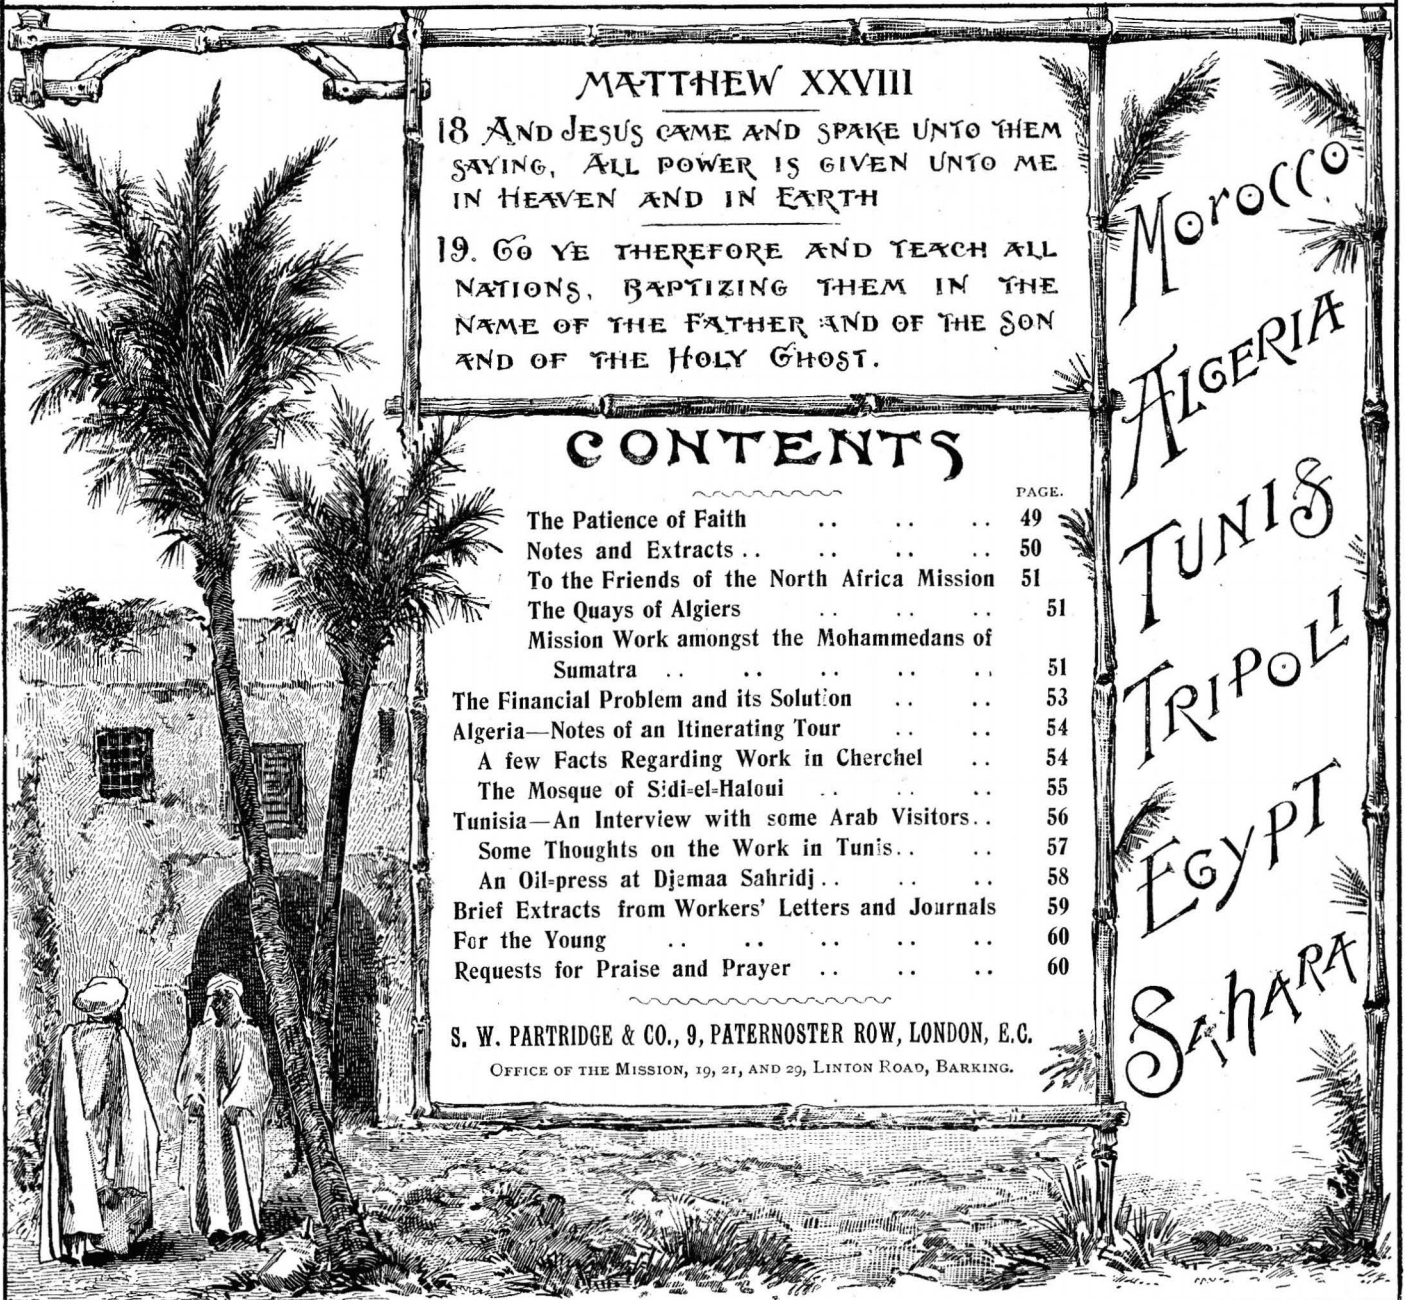 MATTHEW XXVIII
18 AND JESUS CAME AND SPAKE UNTO THEM
SAYING, ALL POWER IS GIVEN UNTO ME
IN HEAVEN AND IN EARTH
19. GO YE THEREFORE AND TEACH ALL
NATIONS, BAPTIZING THEM IN THE
NAME OF THE FATHER AND OF THE SON
AND OF THE HOLY GHOST.
CONTENTS
PAGE.
The Patience of Faith .. .. .. 49
Notes and Extracts .. .. .. .. 50
To the Friends of the North Africa Mission 51
The Quays of Algiers .. .. .. 51
Mission Work amongst the Mohammedans of
Sumatra .. .. .. .. .. 51
The Financial Problem and its Solution .. .. 53
Algeria—Notes of an Itinerating Tour .. .. 54
A few Facts Regarding Work in Cherchel .. 54
The Mosque of Sidi-el-Haloui .. .. .. 55
Tunisia—An Interview with some Arab Visitors.. 56
Some Thoughts on the Work in Tunis.. .. 57
An Oil-press at Djemaa Sahridj .. .. .. 58
Brief Extracts from Workers' Letters and Journals 59
For the Young .. .. .. .. .. 60
Requests for Praise and Prayer .. .. .. 60
S. W. PARTRIDGE & CO., 9, PATERNOSTER ROW, LONDON, E.C.
OFFICE OF THE MISSION, 19, 21, AND 29, LINTON ROAD, BARKING.
MOROCCO
ALGERIA
TUNIS
TRIPOLI
EGYPT
SAHARA